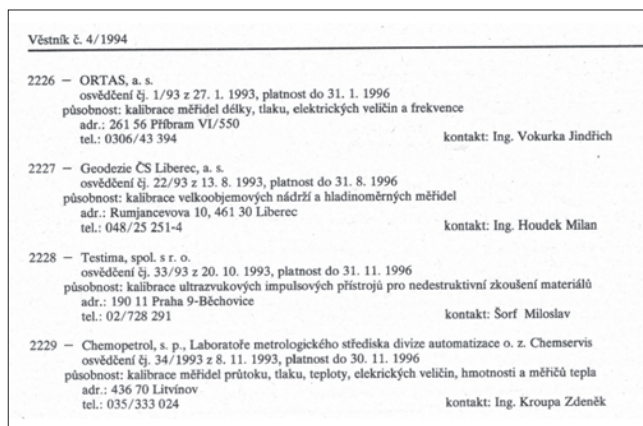 Věstník č. 4/1994
2226 — ORTAS, a. s.
osvědčení čj. 1/93 z 27. 1. 1993, platnost do 31. 1. 1996
působnost: kalibrace měřidel délky, tlaku, elektrických veličin a frekvence
adr.: 261 56 Příbram VI/550
tel.: 0306/43 394 kontakt: Ing. Vokurka Jindřich
2227 — Geodezie ČS Liberec, a. s.
osvědčení čj. 22/93 z 13. 8. 1993, platnost do 31. 8. 1996
působnost: kalibrace velkoobjemových nádrží a hladinoměrných měřidel
adr.: Rumjancevova 10, 461 30 Liberec
tel.: 048/25 251-4 kontakt: Ing. Houdek Milan
2228 — Testima, spol. s r. o.
osvědčení čj. 33/93 z 20. 10. 1993, platnost do 31. 11. 1996
působnost: kalibrace ultrazvukových impulsových přístrojů pro nedestruktivní zkoušení materiálů
adr.: 190 11 Praha 9-Běchovice
tel.: 02/728 291 kontakt: Šorf Miloslav
2229 — Chemopetrol, s. p., Laboratoře metrologického střediska divize automatizace o. z. Chemservis
osvědčení čj. 34/1993 z 8. 11. 1993, platnost do 30. 11. 1996
působnost: kalibrace měřidel průtoku, tlaku, teploty, elekrických veličin, hmotnosti a měřičů tepla
adr.: 436 70 Litvínov
tel.: 035/333 024 kontakt: Ing. Kroupa Zdeněk